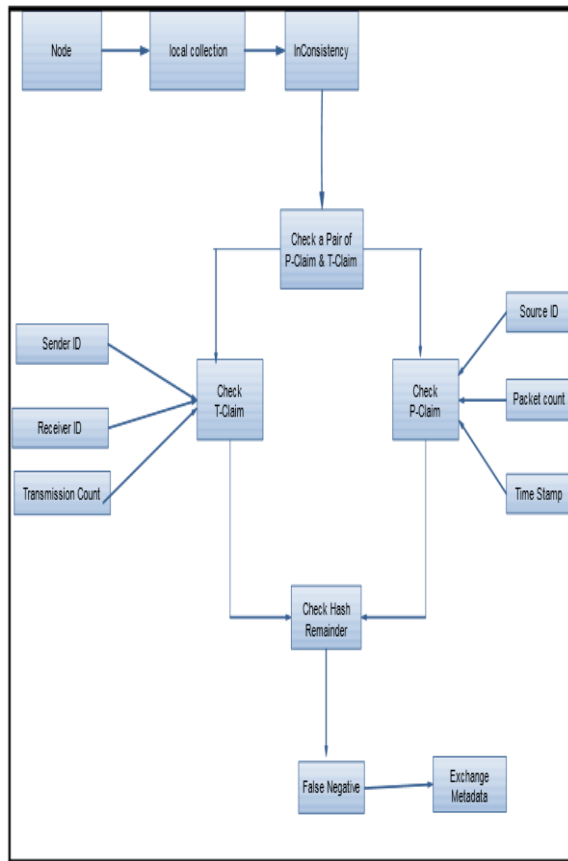 Node
local collection
InConsistency
Check a Pair of
P-Claim & T-Claim
Source ID
Sender ID
Check
T-Claim
Check
P-Claim
Packet count
Receiver ID
Transmission Count
Time Stamp
Check Hash
Remainder
False Negative
Exchange
Metadata